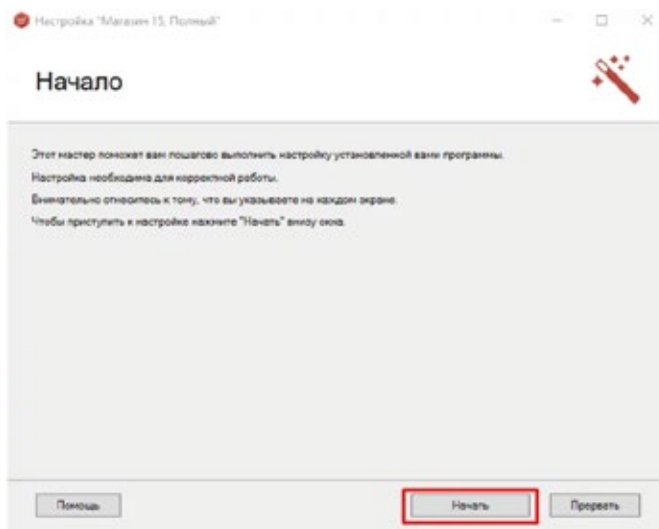 Настройка "Магазин 15, Полный"
Начало
Этот мастер поможет вам пошагово выполнить настройку установленной вами программы.
Настройка необходима для корректной работы.
Внимательно отнеситесь к тому, что вы указываете на каждом экране.
Чтобы приступить к настройке нажмите "Начать" внизу окна.
Помощь
Начать
Прервать